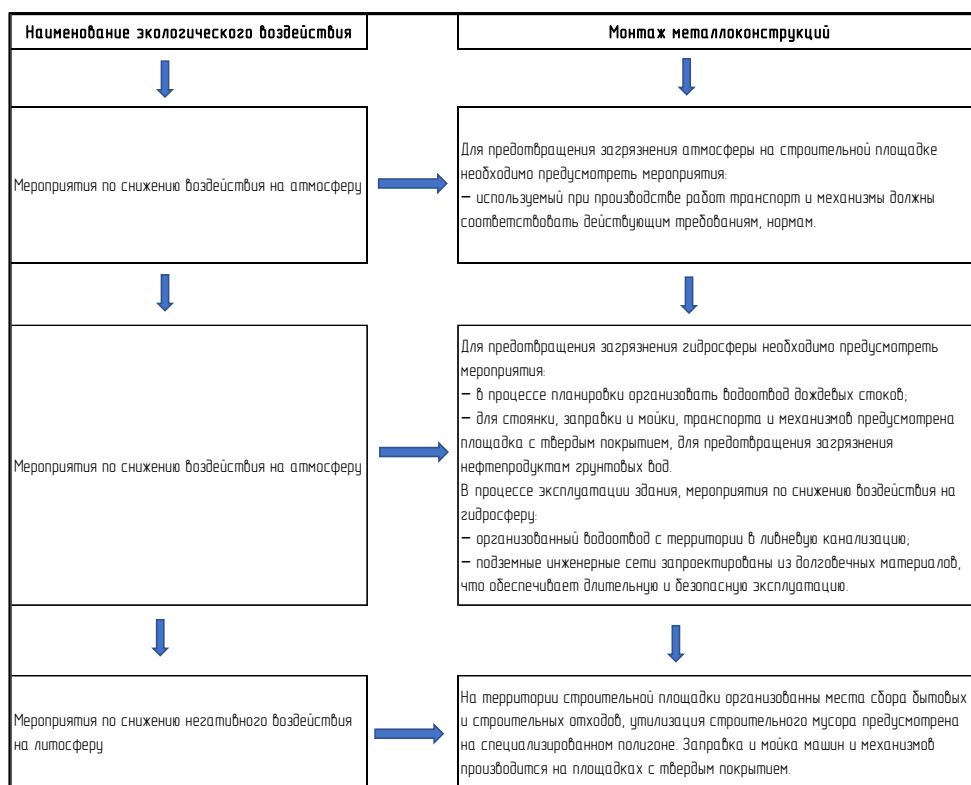 Наименование экологического воздействия
Монтаж металлоконструкций
Мероприятия по снижению воздействия на атмосферу
Для предотвращения загрязнения атмосферы на строительной площадке
необходимо предусмотреть мероприятия:
– используемый при производстве работ транспорт и механизмы должны
соответствовать действующим требованиям, нормам.
Мероприятия по снижению воздействия на атмосферу
Для предотвращения загрязнения гидросферы необходимо предусмотреть
мероприятия:
– в процессе планировки организовать водоотвод дождевых стоков;
– для стоянки, заправки и мойки, транспорта и механизмов предусмотрена
площадка с твердым покрытием, для предотвращения загрязнения
нефтепродуктам грунтовых вод.
В процессе эксплуатации здания, мероприятия по снижению воздействия на
гидросферу:
– организованный водоотвод с территории в ливневую канализацию;
– подземные инженерные сети запроектированы из долговечных материалов,
что обеспечивает длительную и безопасную эксплуатацию.
Мероприятия по снижению негативного воздействия
на литосферу
На территории строительной площадки организованны места сбора бытовых
и строительных отходов, утилизация строительного мусора предусмотрена
на специализированном полигоне. Заправка и мойка машин и механизмов
производится на площадках с твердым покрытием.